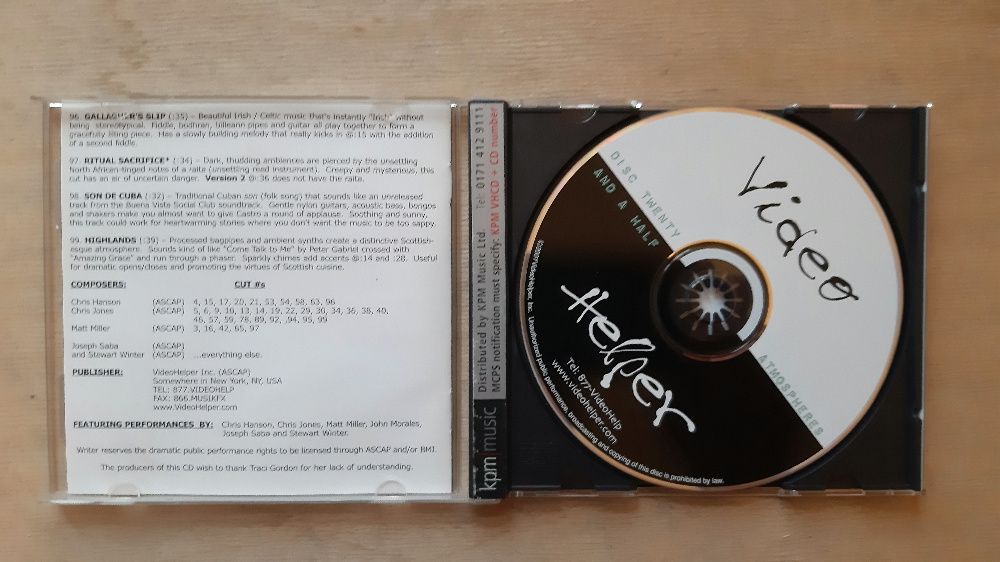 96. GALLAGHER'S SLIP (:35) – Beautiful Irish / Celtic music that's instantly "Irish" without
being stereotypical. Fiddle, bodhran, uilleann pipes and guitar all play together to form a
gracefully lilting piece. Has a slowly building melody that really kicks in @:15 with the addition
of a second fiddle.
97. RITUAL SACRIFICE* (:34) – Dark, thudding ambiences are pierced by the unsettling
North African-tinged notes of a raita (unsettling reed instrument). Creepy and mysterious, this
cut has an air of uncertain danger. Version 2 @:36 does not have the raita.
98. SON DE CUBA (:32) – Traditional Cuban son (folk song) that sounds like an unreleased
track from the Buena Vista Social Club soundtrack. Gentle nylon guitars, acoustic bass, bongos
and shakers make you almost want to give Castro a round of applause. Soothing and sunny,
this track could work for heartwarming stories where you don't want the music to be too sappy.
99. HIGHLANDS (:39) – Processed bagpipes and ambient synths create a distinctive Scottish-
esque atmosphere. Sounds kind of like "Come Talk to Me" by Peter Gabriel crossed with
"Amazing Grace" and run through a phaser. Sparkly chimes add accents @:14 and :28. Useful
for dramatic opens/closes and promoting the virtues of Scottish cuisine.
COMPOSERS: CUT #s
Chris Hanson (ASCAP) 4, 15, 17, 20, 21, 53, 54, 58, 63, 96
Chris Jones (ASCAP) 5, 6, 9, 10, 13, 14, 19, 22, 29, 30, 34, 36, 38, 40,
46, 57, 59, 78, 89, 92, ,94, 95, 99
Matt Miller (ASCAP) 3, 16, 42, 65, 97
Joseph Saba (ASCAP)
and Stewart Winter (ASCAP) ...everything else.
PUBLISHER: VideoHelper Inc. (ASCAP)
Somewhere in New York, NY, USA
TEL: 877.VIDEOHELP
FAX: 866.MUSIKFX
www.VideoHelper.com
FEATURING PERFORMANCES BY: Chris Hanson, Chris Jones, Matt Miller, John Morales,
Joseph Saba and Stewart Winter.
Writer reserves the dramatic public performance rights to be licensed through ASCAP and/or BMI.
The producers of this CD wish to thank Traci Gordon for her lack of understanding.
kpm music
Distributed by KPM Music Ltd. Tel: 0171 412 9111
MCPS notification must specify: KPM VHCD + CD number
DISC TWENTY
AND A HALF
Video
Helper
ATMOSPHERES
Tel: 877-VideoHelp
www.videohelper.com
©2000 VideoHelper, Inc. Unauthorized public performance, broadcasting and copying of this disc is prohibited by law.